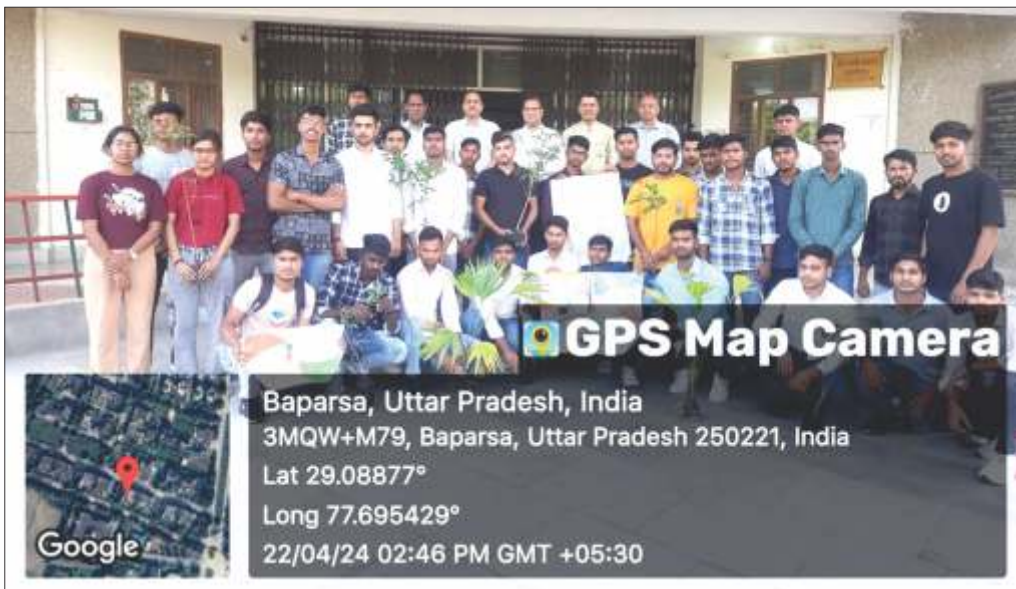 GPS Map Camera
Baparsa, Uttar Pradesh, India
3MQW+M79, Baparsa, Uttar Pradesh 250221, India
Lat 29.08877°
Long 77.695429°
22/04/24 02:46 PM GMT +05:30
Google